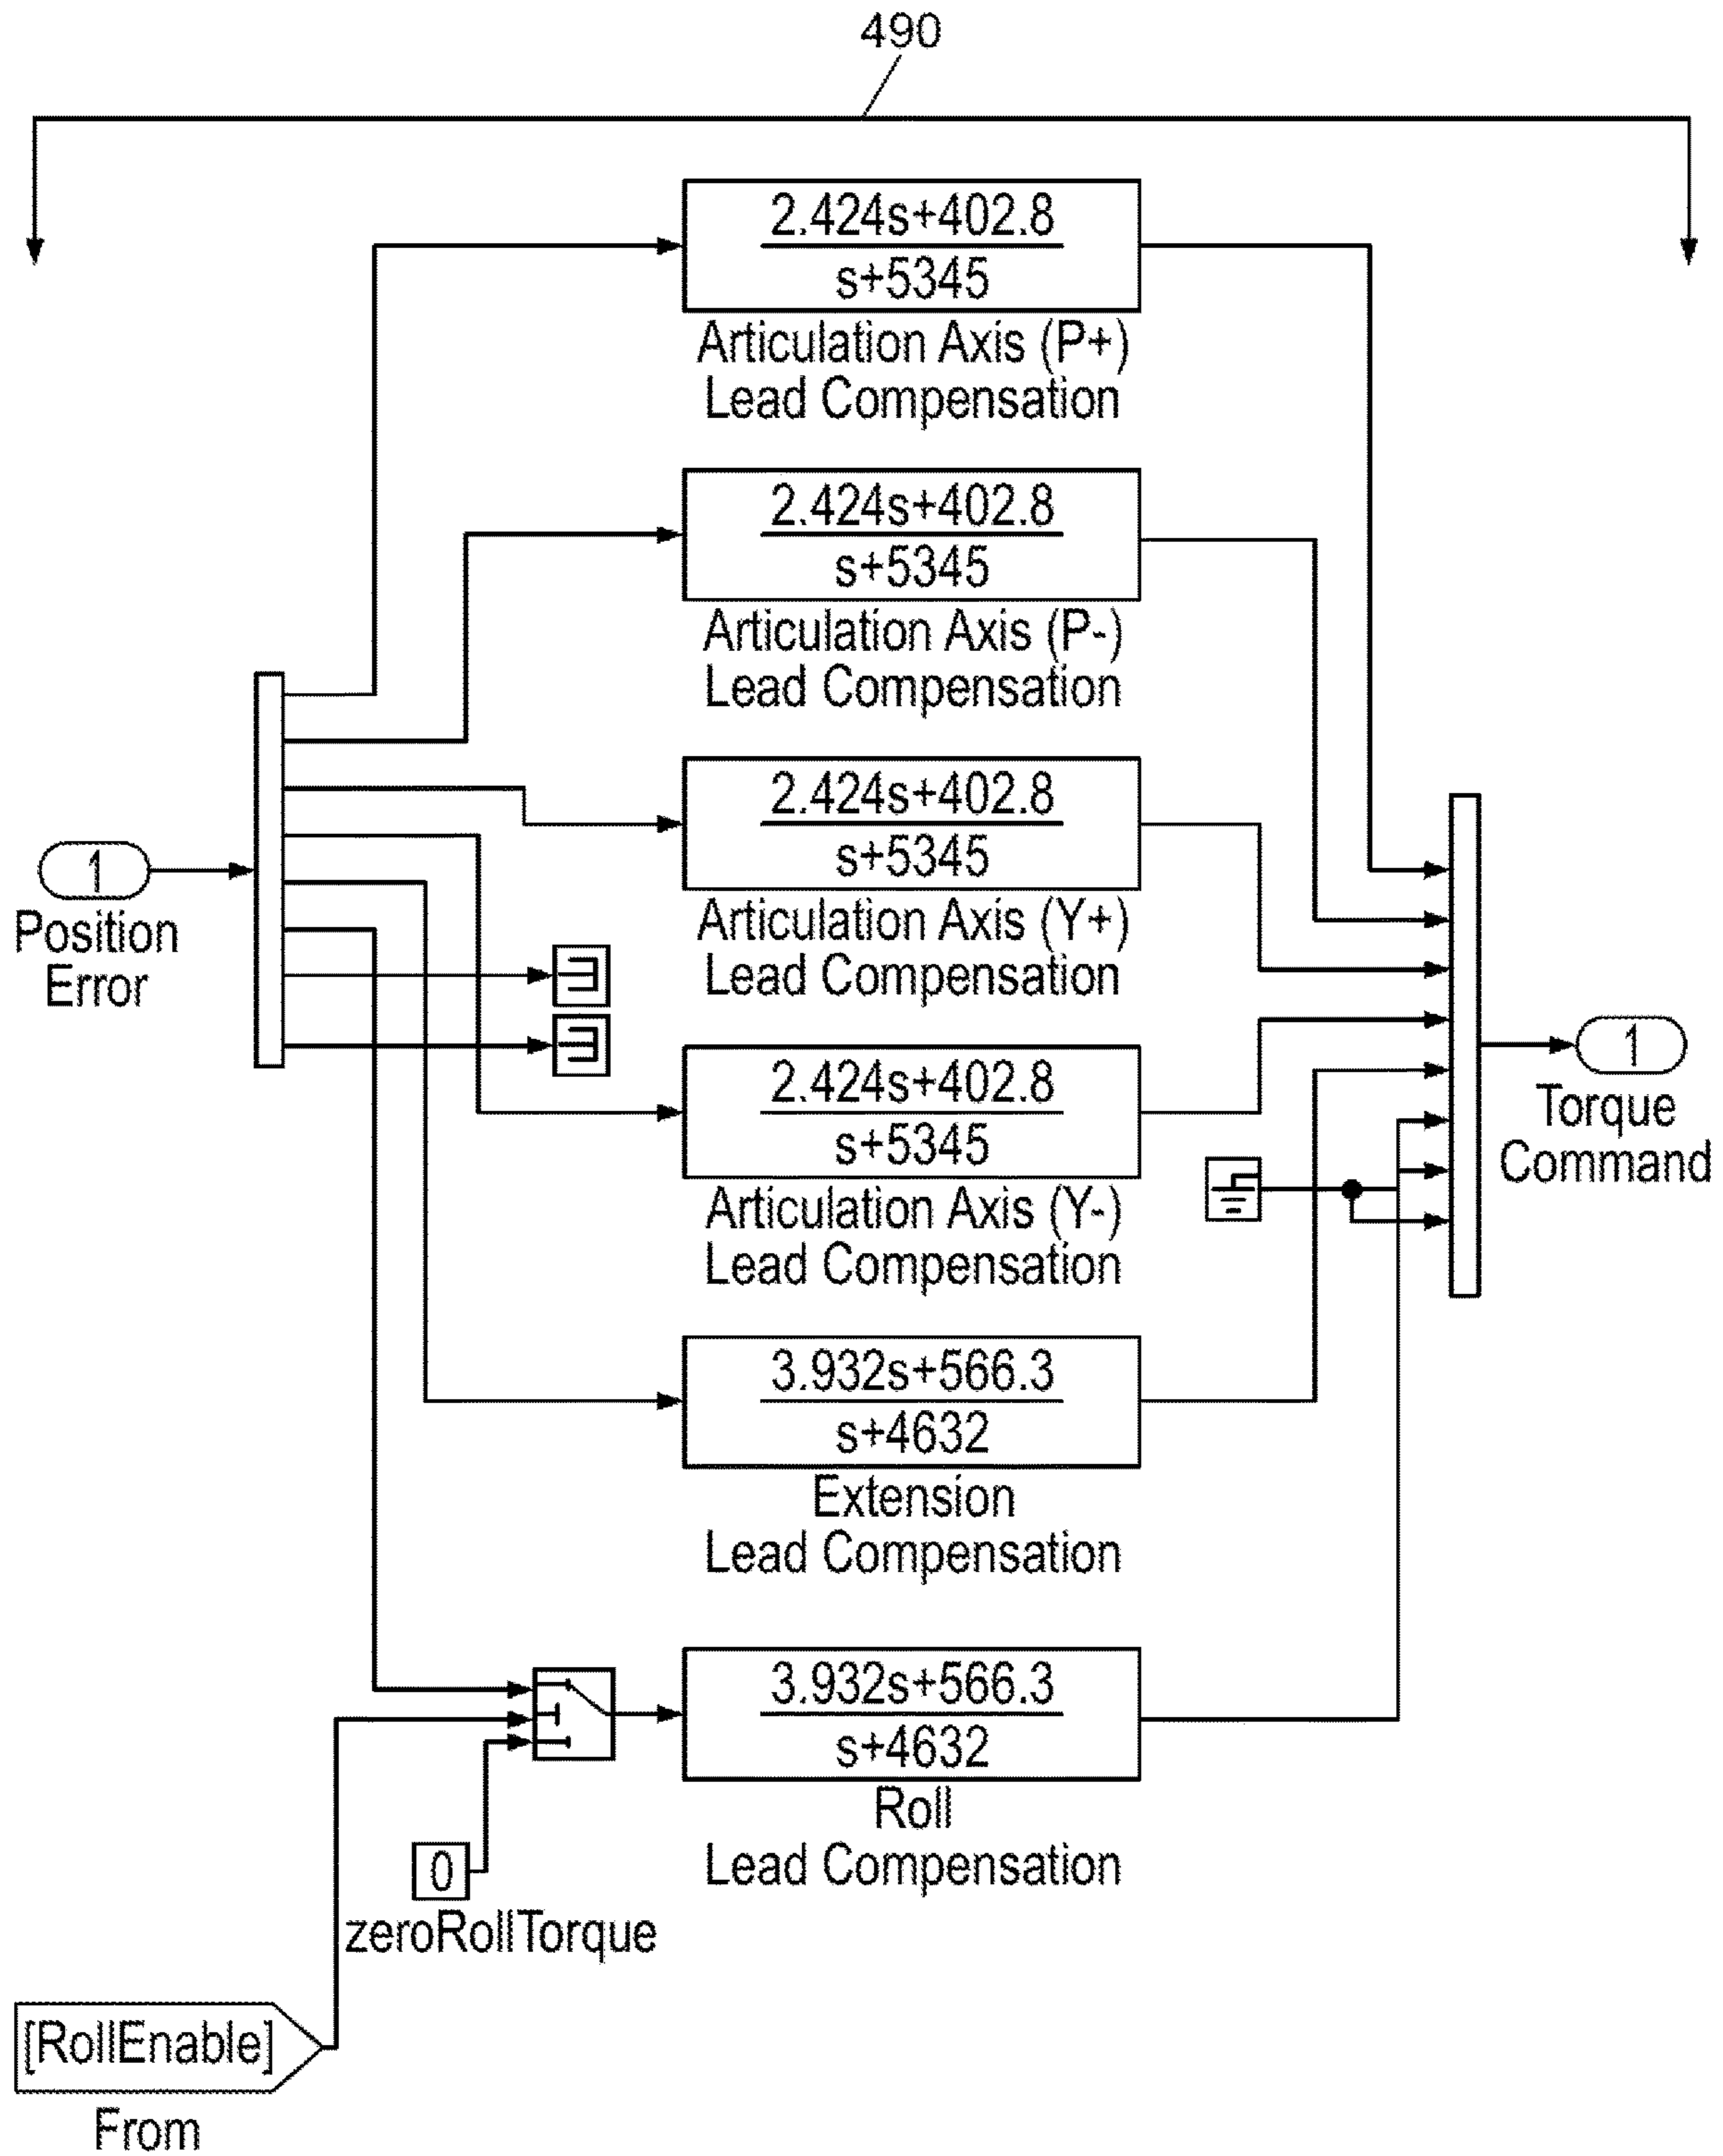 490
2.424s+402.8
s+5345
Articulation Axis (P+)
Lead Compensation
2.424s+402.8
s+5345
Articulation Axis (P-)
Lead Compensation
2.424s+402.8
s+5345
Articulation Axis (Y+)
Lead Compensation
1
Position
Error
2.424s+402.8
s+5345
Articulation Axis (Y-)
Lead Compensation
1
Torque
Command
3.932s+566.3
s+4632
Extension
Lead Compensation
3.932s+566.3
s+4632
Roll
Lead Compensation
0
zeroRollTorque
[RollEnable]
From